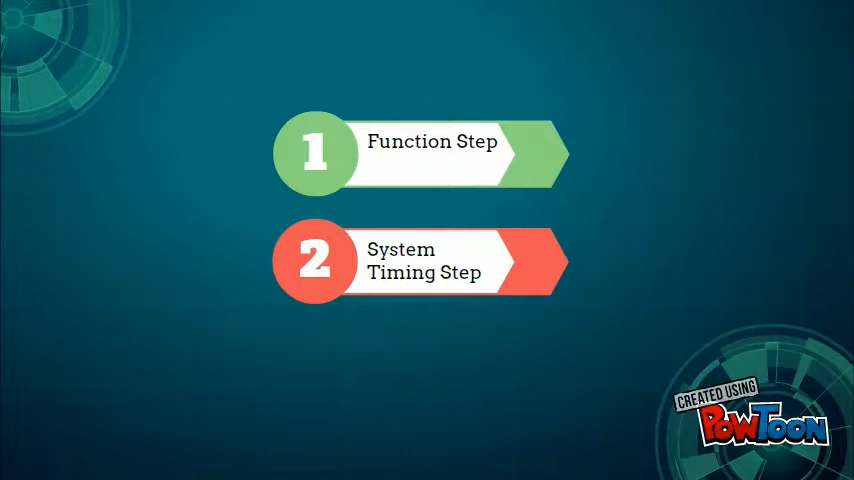 1
Function Step
2
System
Timing Step
CREATED USING
POWTOON